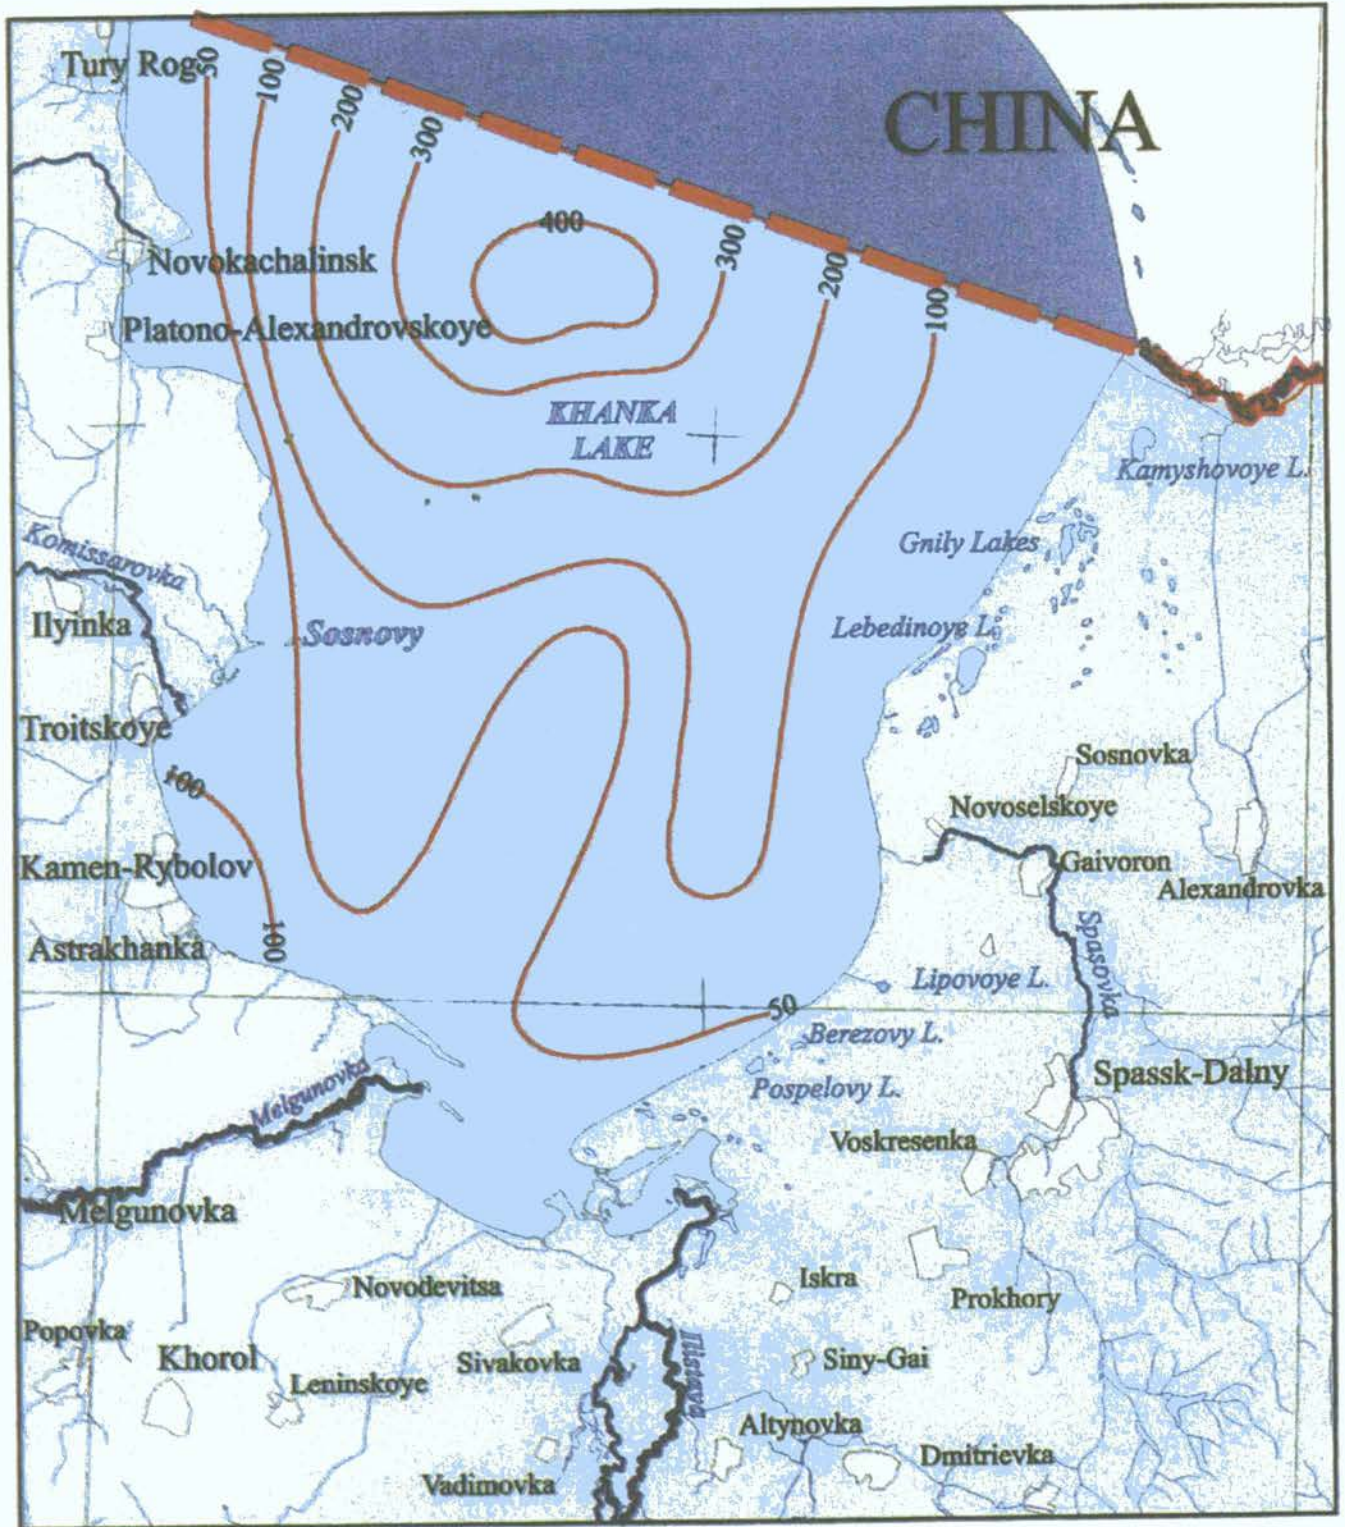 Tury Rog
50
100
200
300
CHINA
400
300
200
100
Novokachalinsk
Platono-Alexandrovskoye
KHANKA
LAKE
Kamyshovoye L.
Gnily Lakes
Komissarovka
Ilyinka
Sosnovy
Lebedinoye L.
Troitskoye
100
Sosnovka
Novoselskoye
Kamen-Rybolov
Gaivoron
Alexandrovka
Astrakhanka
100
Spasovka
Lipovoye L.
50
Berezovy L.
Melgunovka
Pospelovy L.
Spassk-Dalny
Voskresenka
Melgunovka
Novodevitsa
Iskra
Prokhory
Popovka
Khorol
Leninskoye
Sivakovka
Ilistaya
Siny-Gai
Altynovka
Dmitrievka
Vadimovka